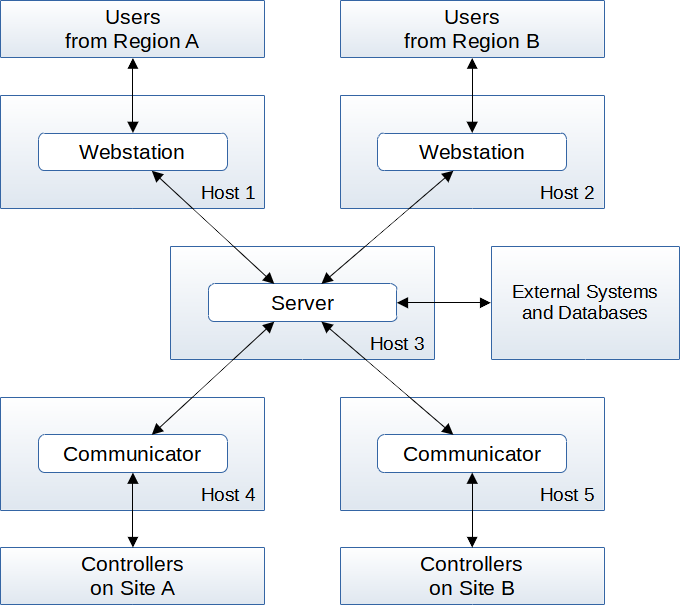 Users
from Region A
Users
from Region B
Webstation
Host 1
Webstation
Host 2
Server
Host 3
External Systems
and Databases
Communicator
Host 4
Communicator
Host 5
Controllers
on Site A
Controllers
on Site B